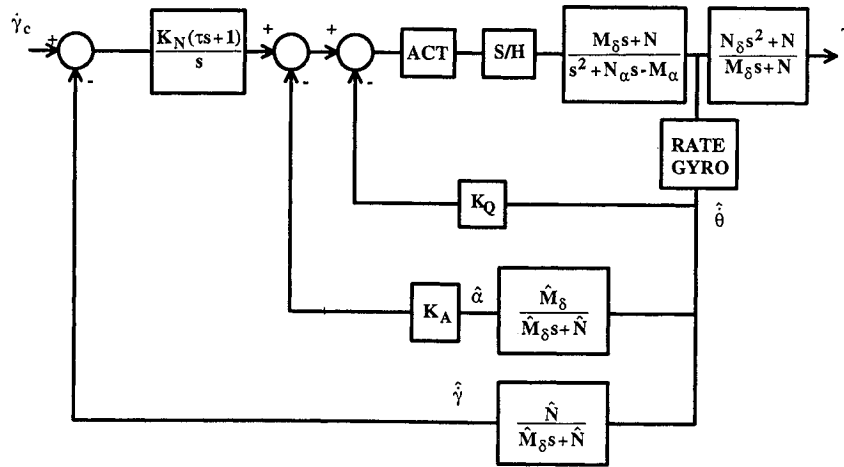 γ̇c
+
-
K_N(τs+1)
s
+
-
+
-
ACT
S/H
M_δs+N
s²+N_αs-M_α
N_δs²+N
M_δs+N
RATE
GYRO
K_Q
θ̇̂
K_A
α̂
M̂_δ
M̂_δs+N̂
γ̇̂
N̂
M̂_δs+N̂